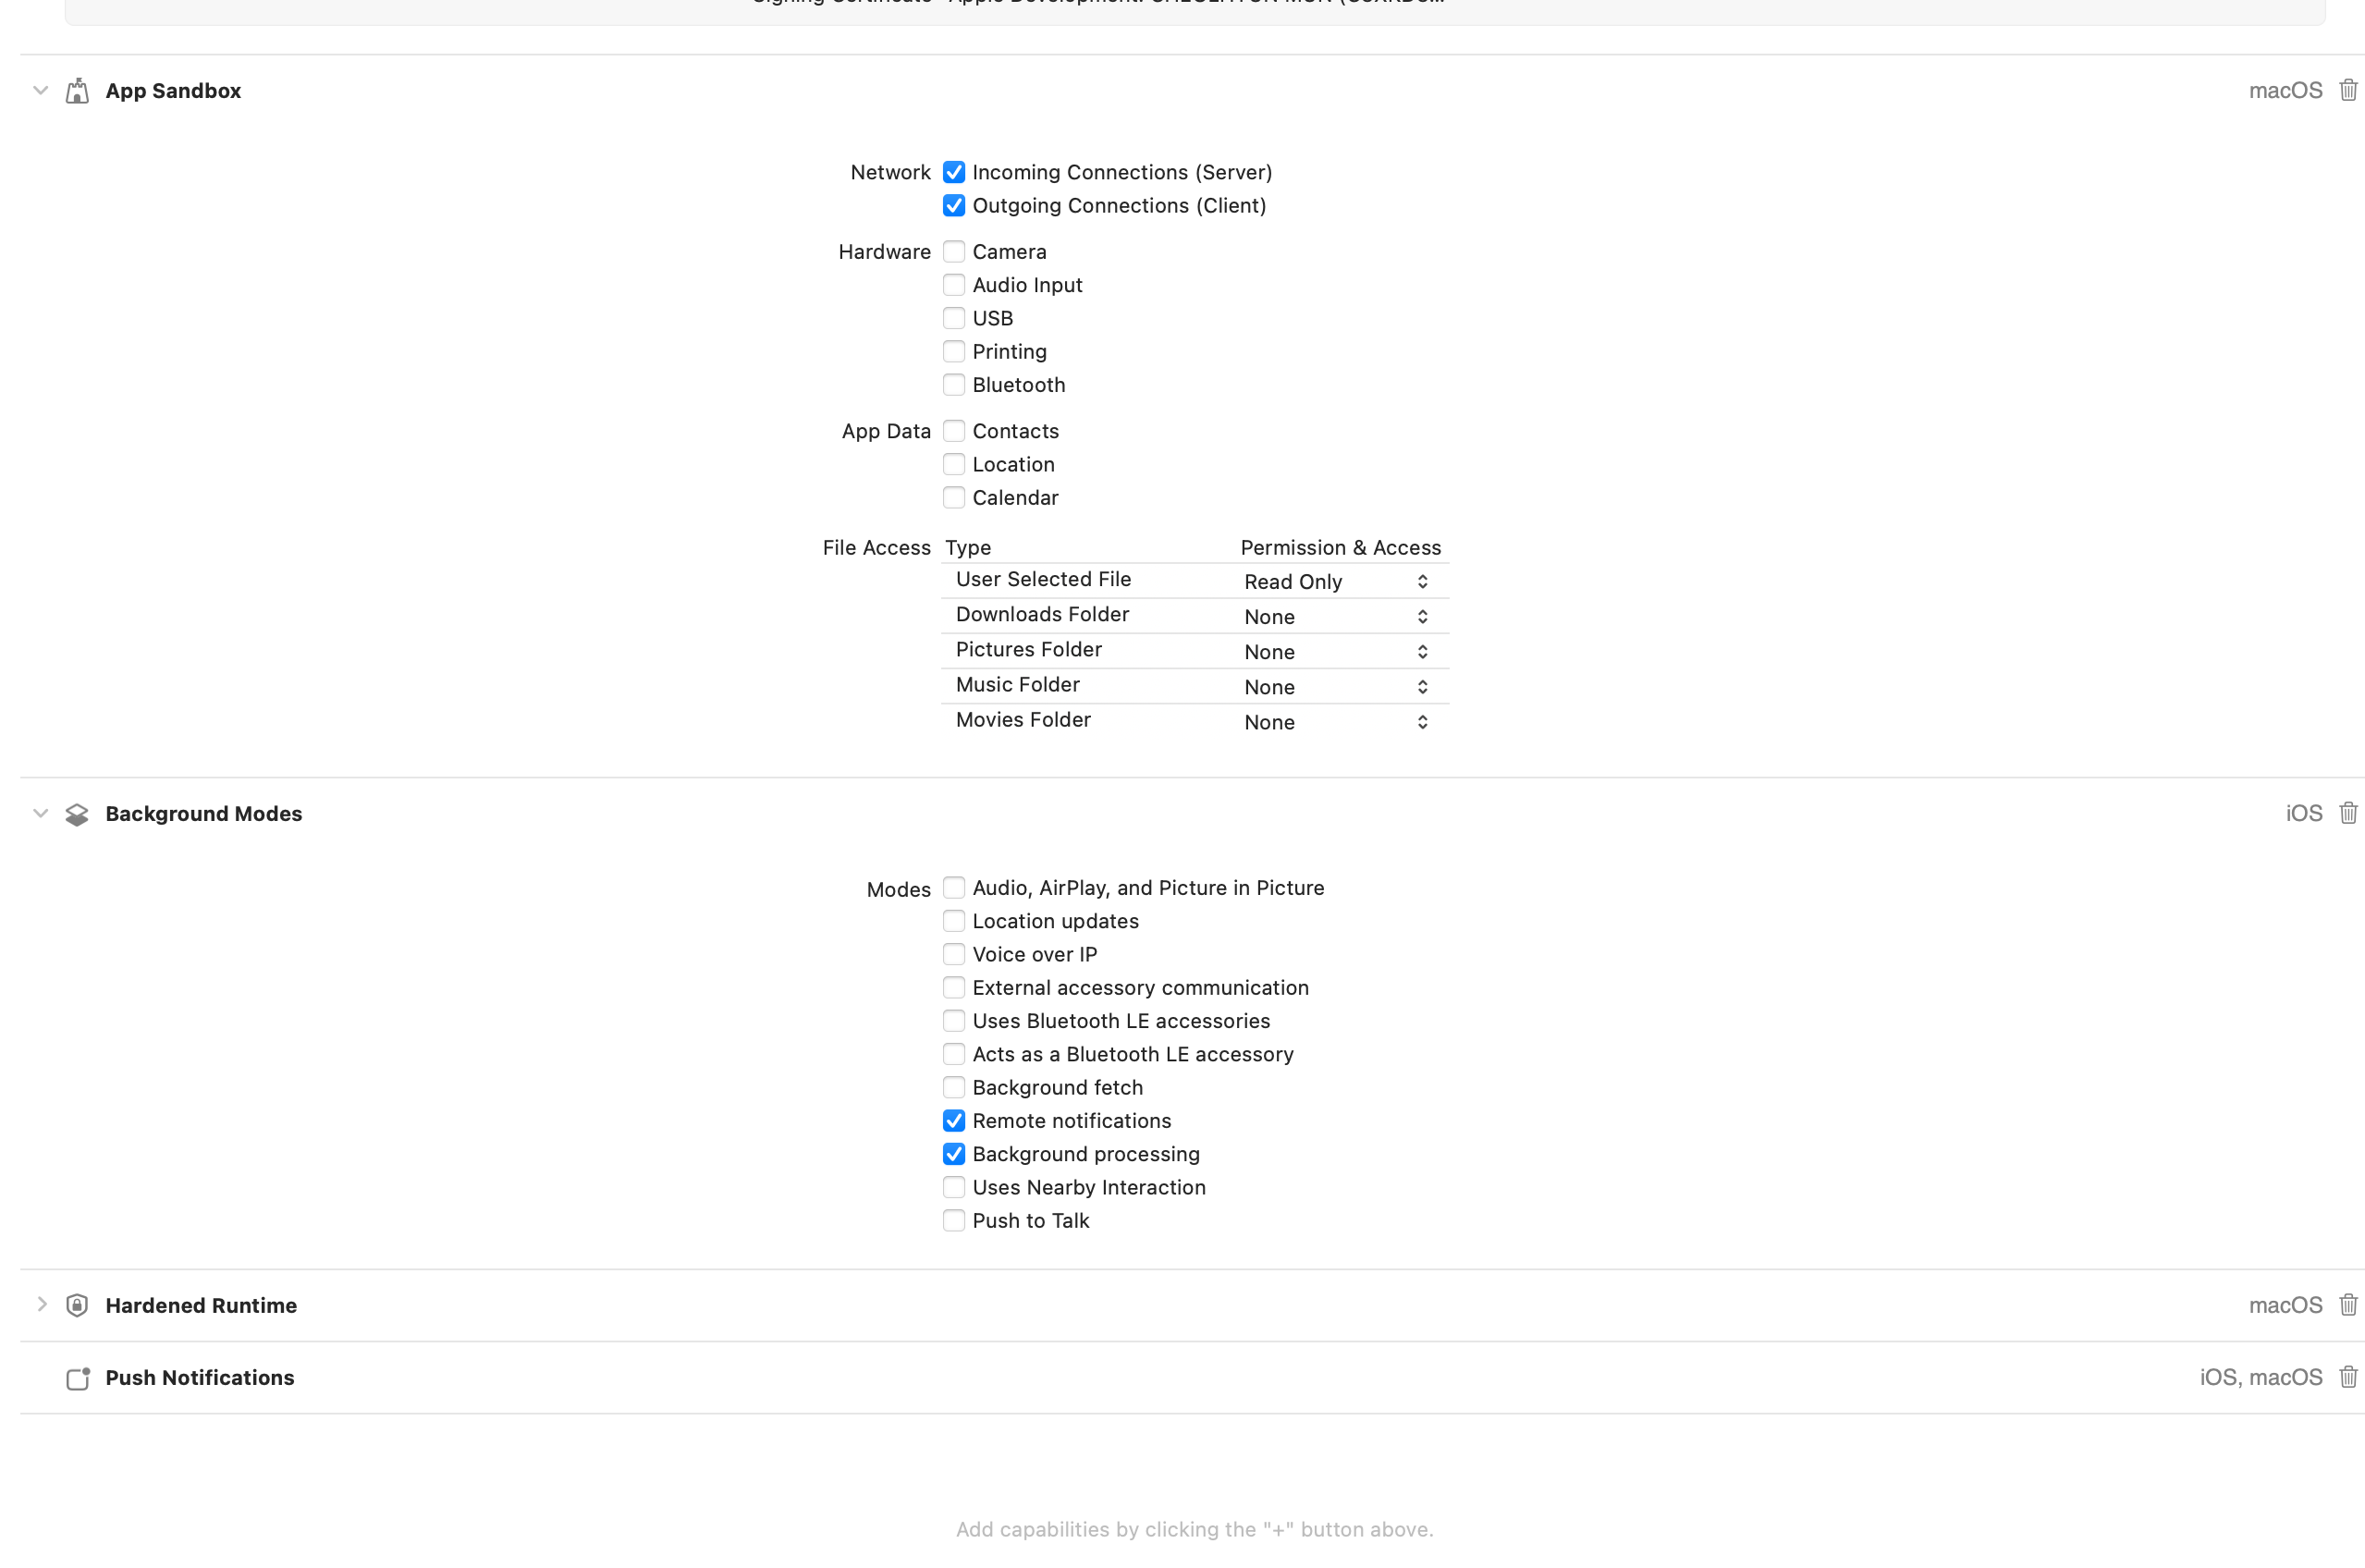 Signing Certificate Apple Development:
App Sandbox macOS
Network Incoming Connections (Server)
Outgoing Connections (Client)
Hardware Camera
Audio Input
USB
Printing
Bluetooth
App Data Contacts
Location
Calendar
File Access Type Permission & Access
User Selected File Read Only
Downloads Folder None
Pictures Folder None
Music Folder None
Movies Folder None
Background Modes iOS
Modes Audio, AirPlay, and Picture in Picture
Location updates
Voice over IP
External accessory communication
Uses Bluetooth LE accessories
Acts as a Bluetooth LE accessory
Background fetch
Remote notifications
Background processing
Uses Nearby Interaction
Push to Talk
Hardened Runtime macOS
Push Notifications iOS, macOS
Add capabilities by clicking the "+" button above.